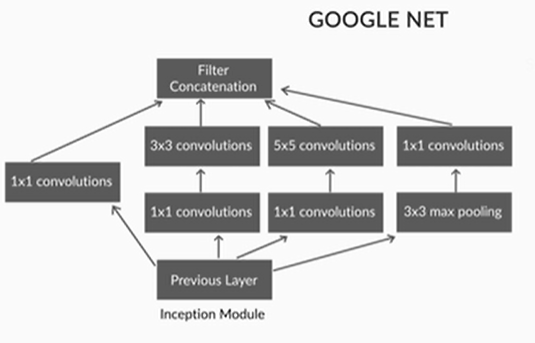 GOOGLE NET
Filter
Concatenation
3x3 convolutions
5x5 convolutions
1x1 convolutions
1x1 convolutions
1x1 convolutions
1x1 convolutions
3x3 max pooling
Previous Layer
Inception Module